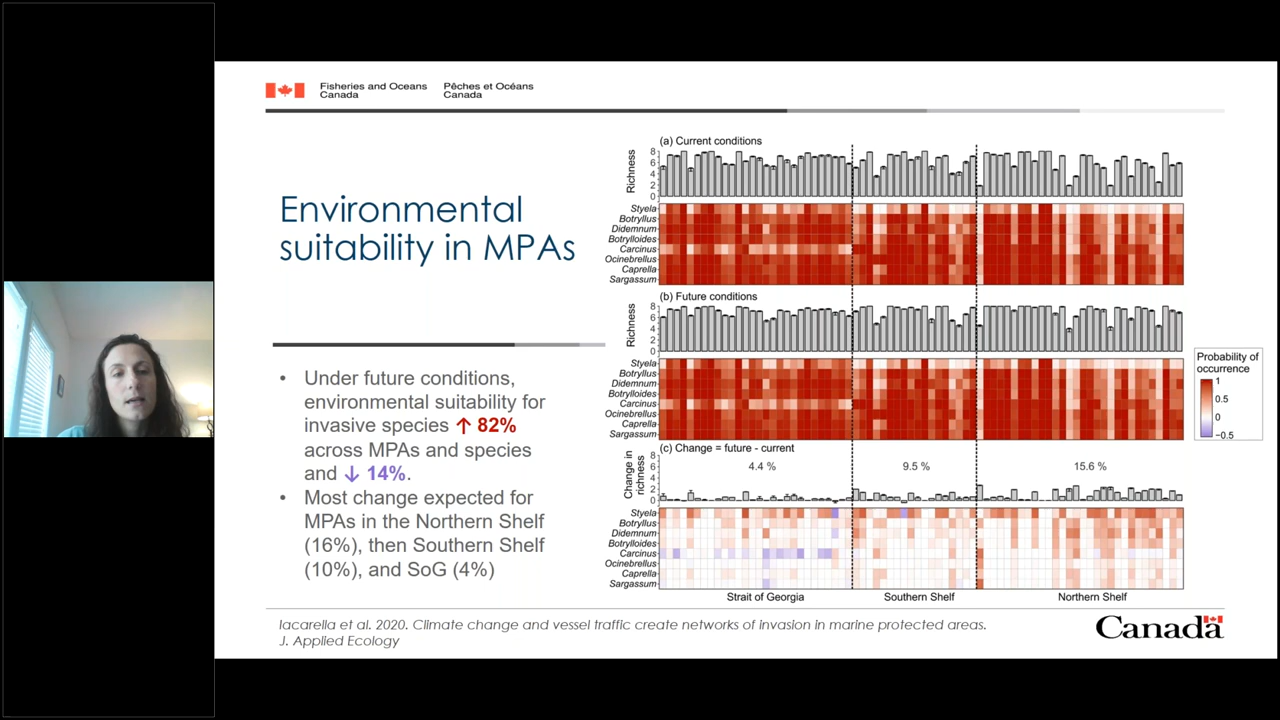 Fisheries and Oceans Pêches et Océans
Canada Canada
Environmental
suitability in MPAs
• Under future conditions,
environmental suitability for
invasive species ↑ 82%
across MPAs and species
and ↓ 14%.
• Most change expected for
MPAs in the Northern Shelf
(16%), then Southern Shelf
(10%), and SoG (4%)
(a) Current conditions
Richness
8
6
4
2
0
Styela
Botryllus
Didemnum
Botrylloides
Carcinus
Ocinebrellus
Caprella
Sargassum
(b) Future conditions
Richness
8
6
4
2
0
Styela
Botryllus
Didemnum
Botrylloides
Carcinus
Ocinebrellus
Caprella
Sargassum
(c) Change = future - current
Change in
richness
8
6
4
2
0
4.4 % 9.5 % 15.6 %
Styela
Botryllus
Didemnum
Botrylloides
Carcinus
Ocinebrellus
Caprella
Sargassum
Strait of Georgia Southern Shelf Northern Shelf
Probability of
occurrence
1
0.5
0
−0.5
Iacarella et al. 2020. Climate change and vessel traffic create networks of invasion in marine protected areas.
J. Applied Ecology
Canada